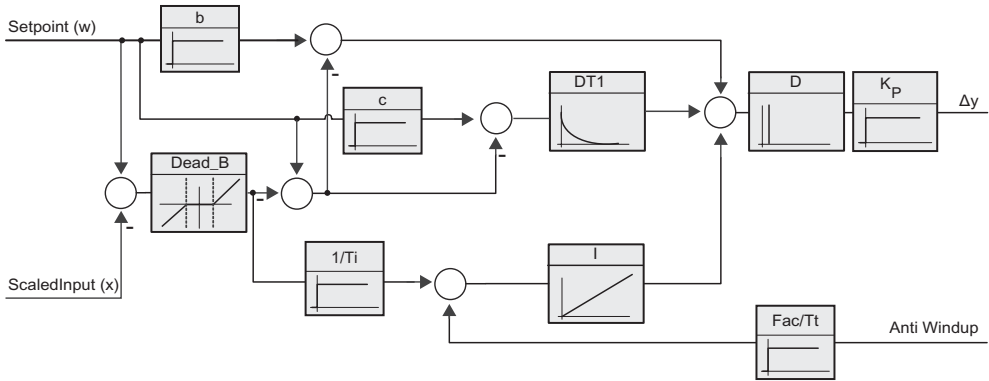 Setpoint (w)
b
c
DT1
D
K_P
Δy
Dead_B
-
-
-
-
ScaledInput (x)
1/Ti
I
Fac/Tt
Anti Windup